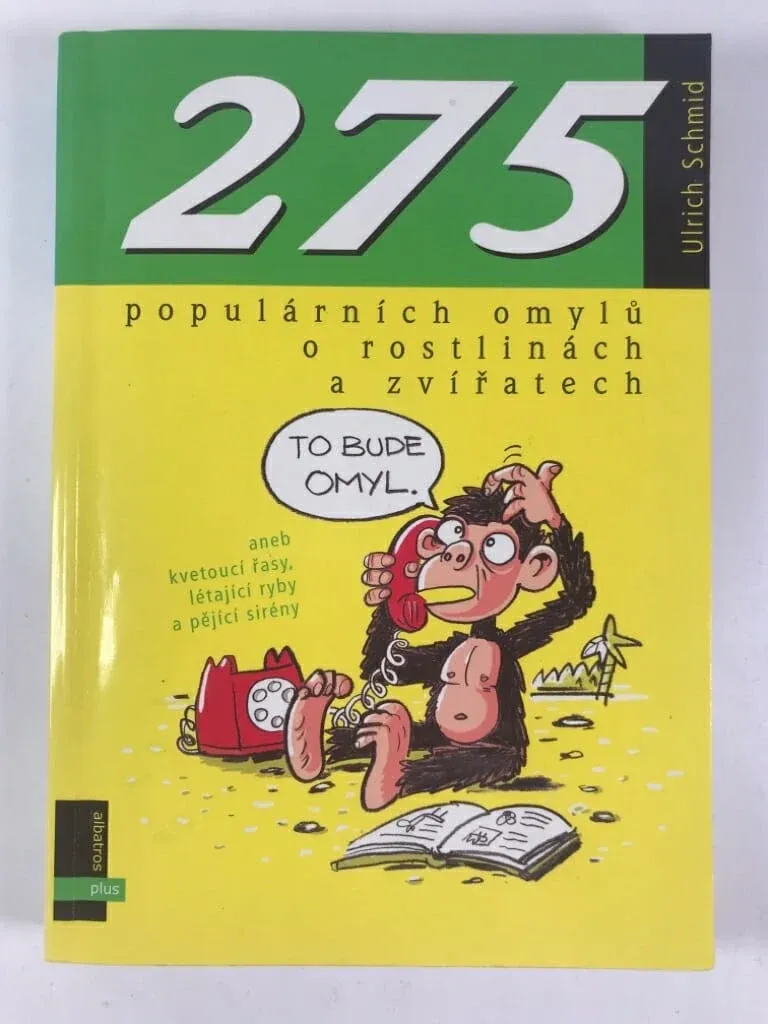 275
Ulrich Schmid
populárních omylů
o rostlinách
a zvířatech
TO BUDE
OMYL.
aneb
kvetoucí řasy,
létající ryby
a pějící sirény
albatros
plus